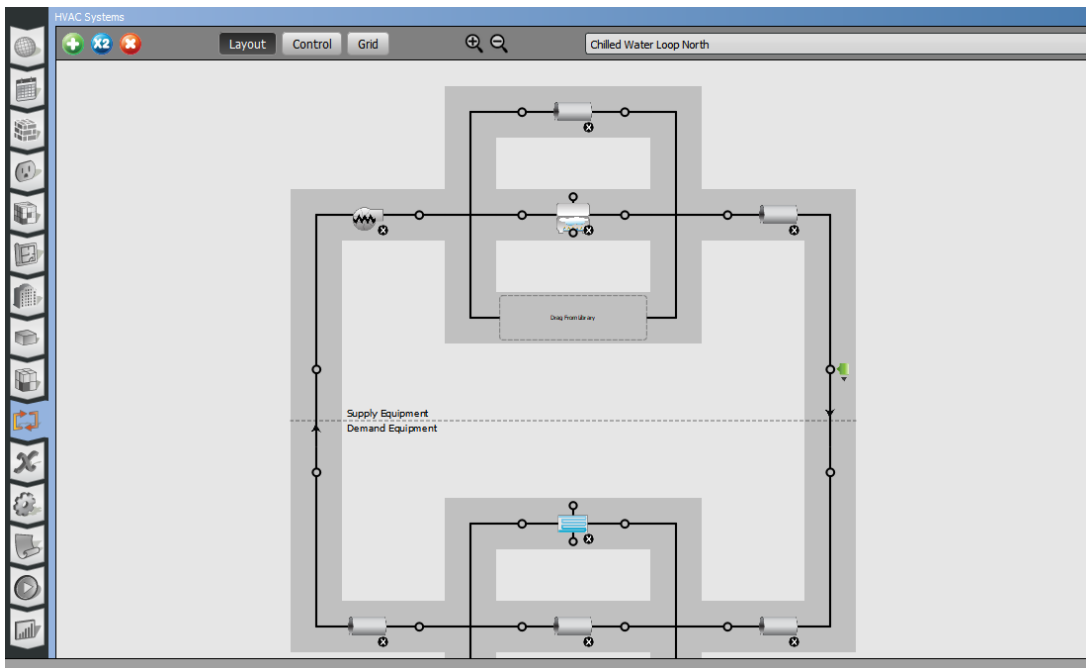 HVAC Systems
X2
Layout
Control
Grid
Chilled Water Loop North
Drag From Library
Supply Equipment
Demand Equipment